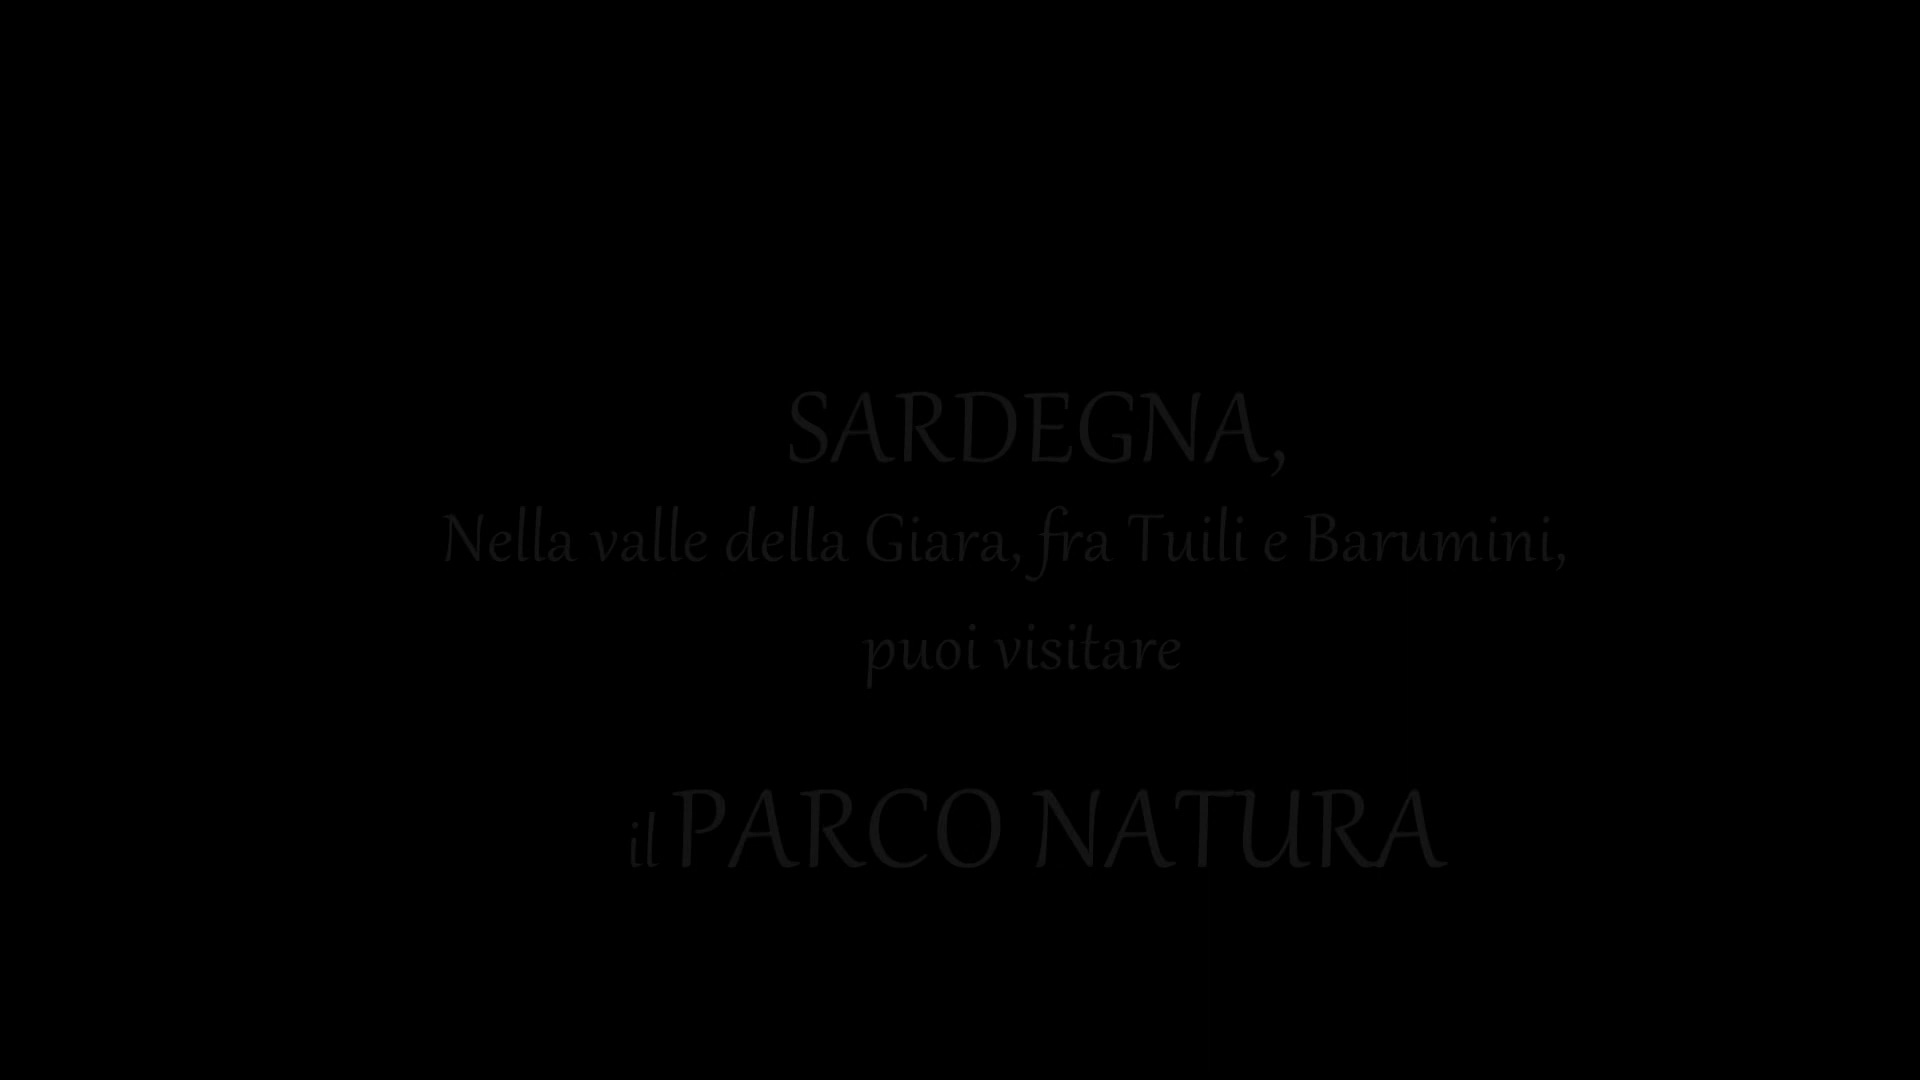 SARDEGNA,
Nella valle della Giara, fra Tuili e Barumini,
puoi visitare
il PARCO NATURA